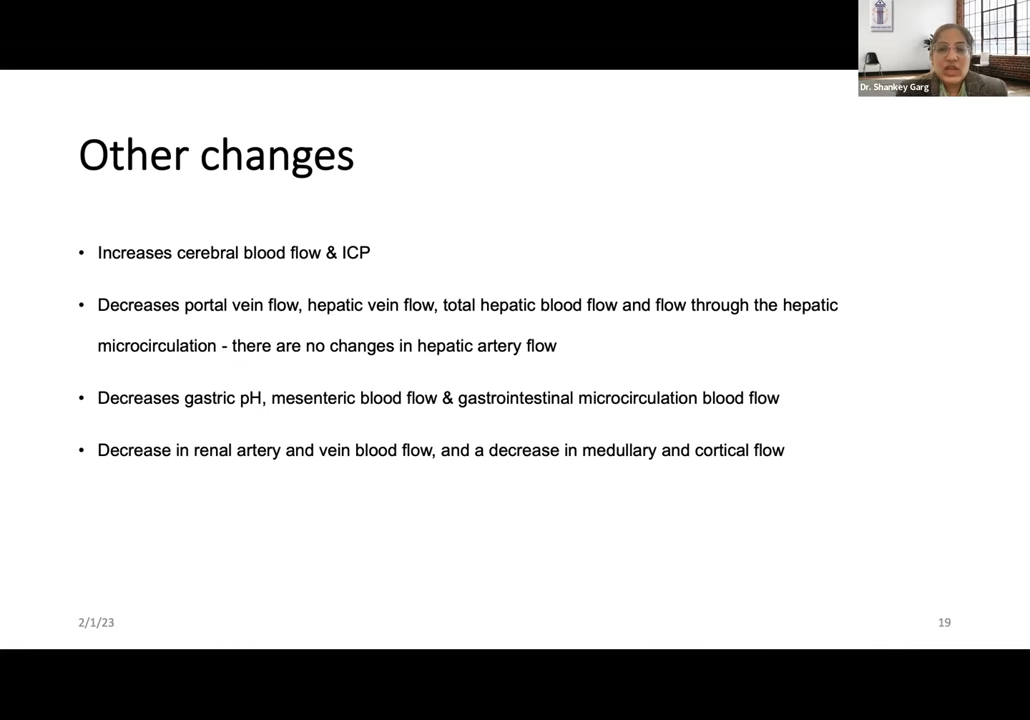 Dr. Shankey Garg
Other changes
• Increases cerebral blood flow & ICP
• Decreases portal vein flow, hepatic vein flow, total hepatic blood flow and flow through the hepatic
microcirculation - there are no changes in hepatic artery flow
• Decreases gastric pH, mesenteric blood flow & gastrointestinal microcirculation blood flow
• Decrease in renal artery and vein blood flow, and a decrease in medullary and cortical flow
2/1/23
19